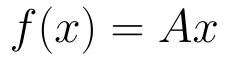 f(x) = Ax